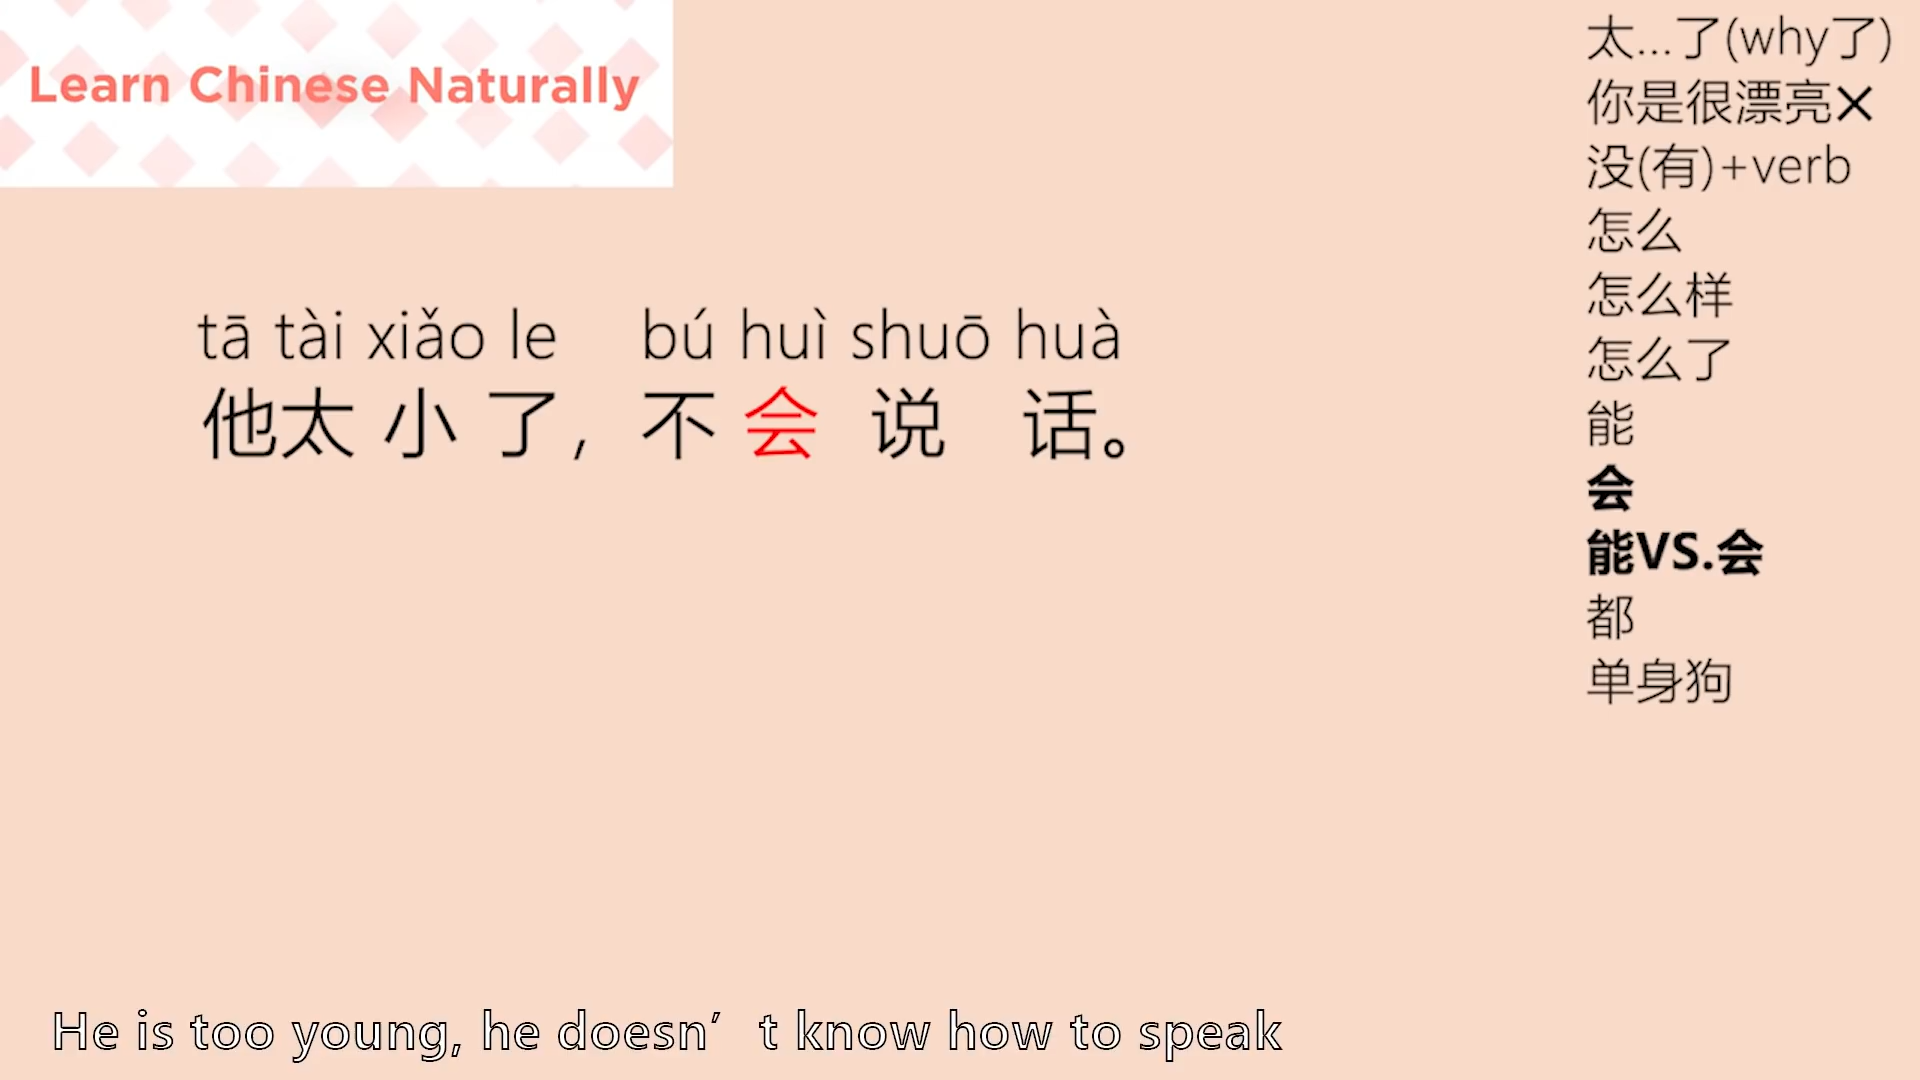 Learn Chinese Naturally
tā tài xiǎo le bú huì shuō huà
他太小了，不会说话。
太...了(why了)
你是很漂亮✕
没(有)+verb
怎么
怎么样
怎么了
能
会
能VS.会
都
单身狗
He is too young, he doesn′t know how to speak